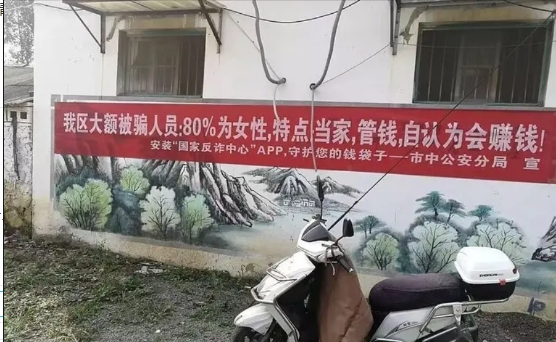 我区大额被骗人员:80%为女性,特点:当家,管钱,自认为会赚钱!
安装“国家反诈中心”APP,守护您的钱袋子——市中公安分局 宣